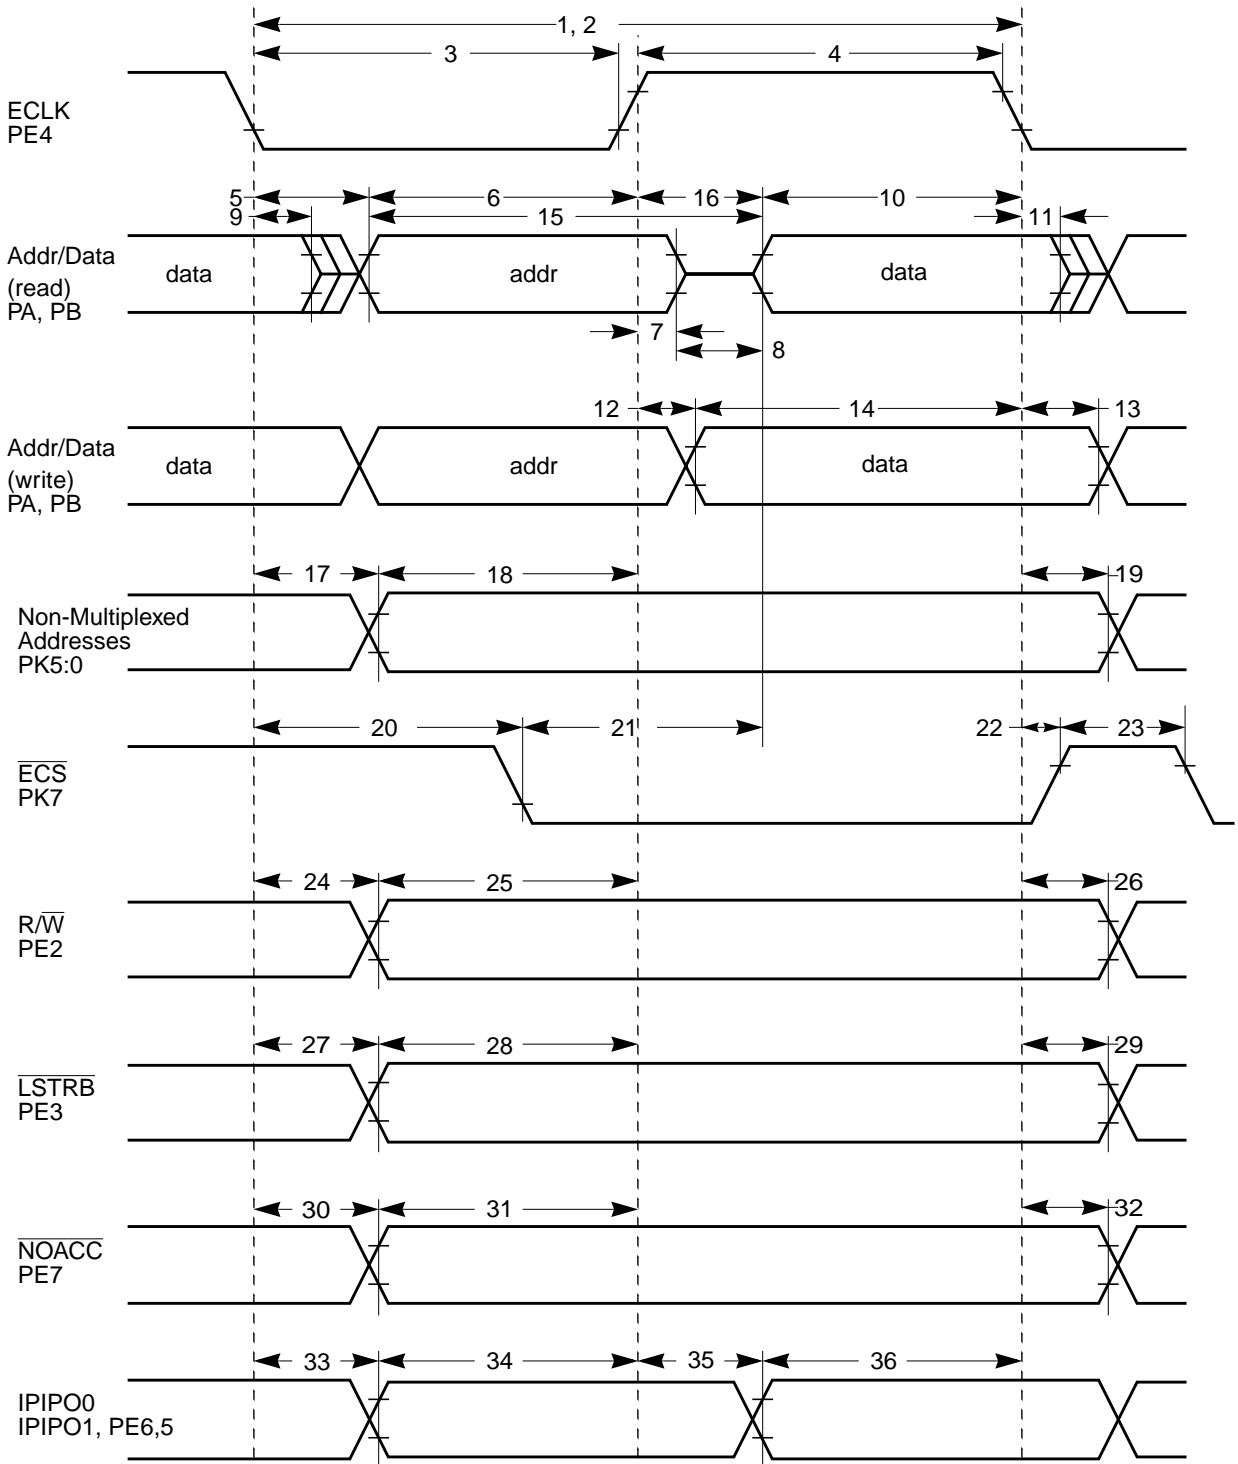 1, 2
3 4
ECLK
PE4
5 6 16 10
9 15 11
Addr/Data
(read)
PA, PB
data addr data
7 8
12 14 13
Addr/Data
(write)
PA, PB
data addr data
17 18 19
Non-Multiplexed
Addresses
PK5:0
20 21 22 23
ECS
PK7
24 25 26
R/W
PE2
27 28 29
LSTRB
PE3
30 31 32
NOACC
PE7
33 34 35 36
IPIPO0
IPIPO1, PE6,5